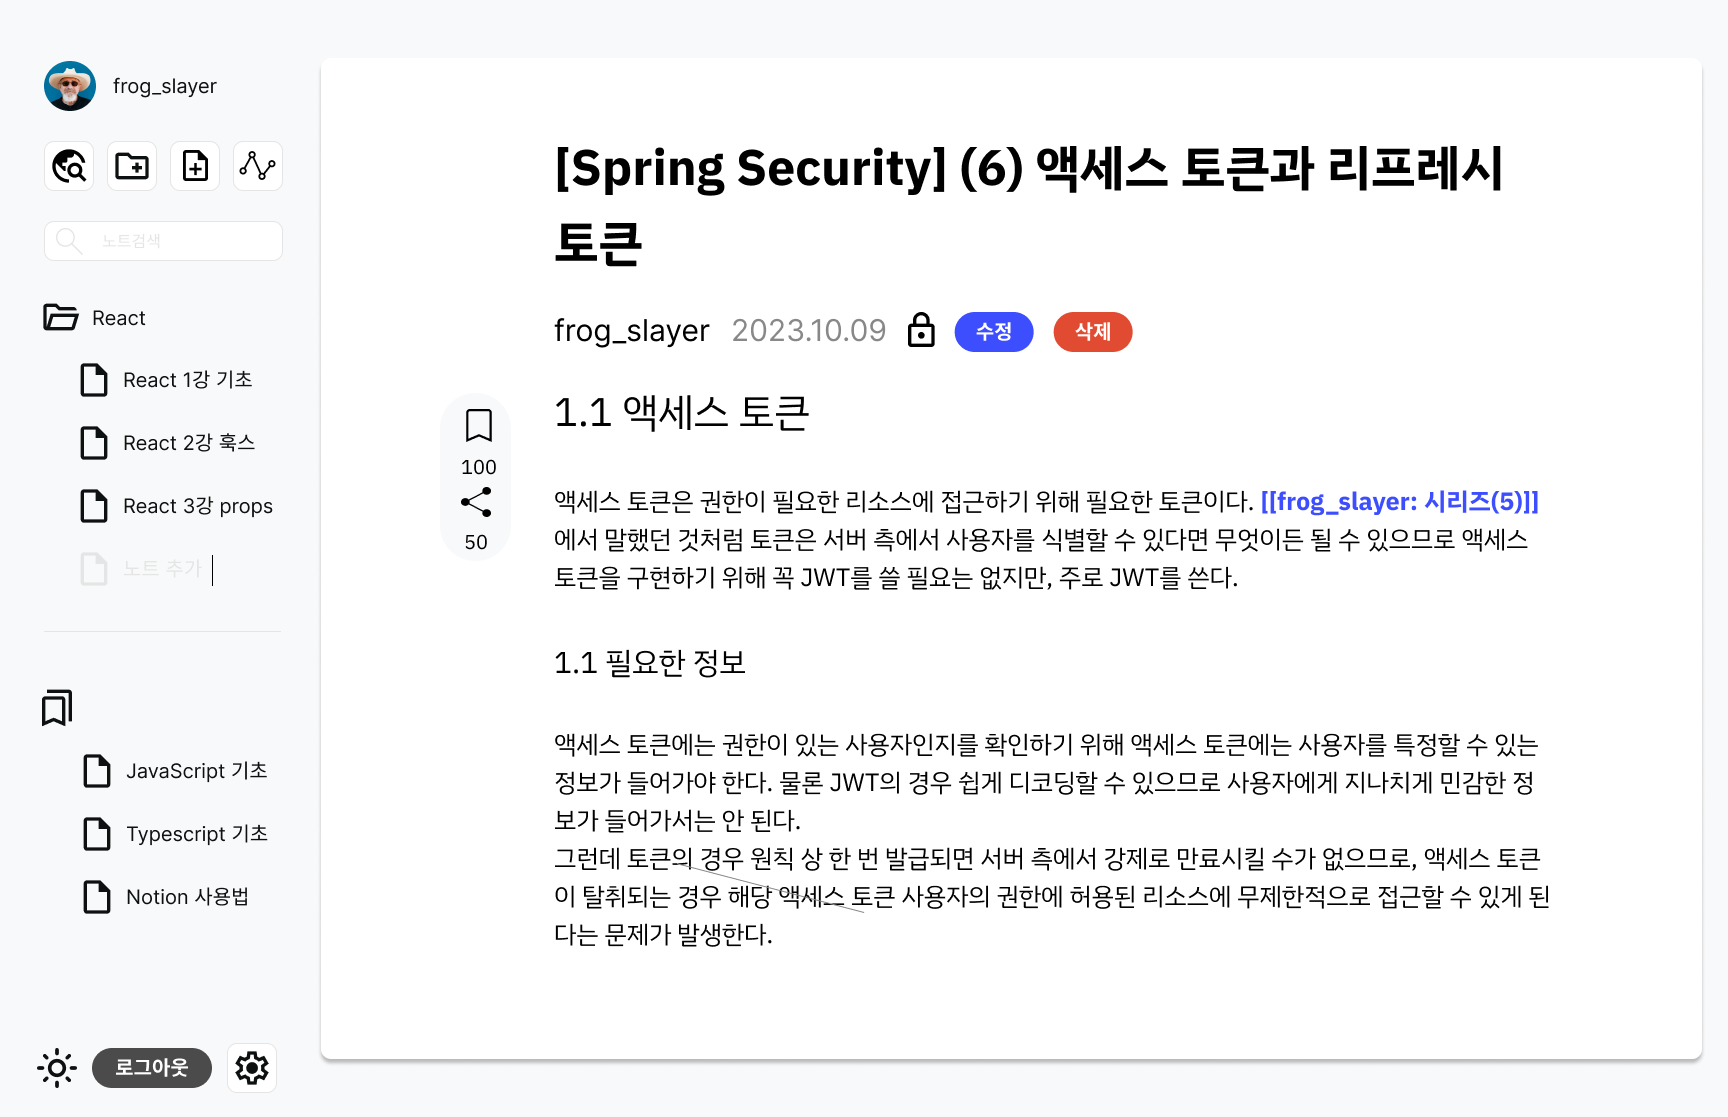 frog_slayer
노트검색
React
React 1강 기초
React 2강 훅스
React 3강 props
노트 추가
JavaScript 기초
Typescript 기초
Notion 사용법
로그아웃
[Spring Security] (6) 액세스 토큰과 리프레시
토큰
frog_slayer 2023.10.09 수정 삭제
100
50
1.1 액세스 토큰
액세스 토큰은 권한이 필요한 리소스에 접근하기 위해 필요한 토큰이다. [[frog_slayer: 시리즈(5)]]
에서 말했던 것처럼 토큰은 서버 측에서 사용자를 식별할 수 있다면 무엇이든 될 수 있으므로 액세스
토큰을 구현하기 위해 꼭 JWT를 쓸 필요는 없지만, 주로 JWT를 쓴다.
1.1 필요한 정보
액세스 토큰에는 권한이 있는 사용자인지를 확인하기 위해 액세스 토큰에는 사용자를 특정할 수 있는
정보가 들어가야 한다. 물론 JWT의 경우 쉽게 디코딩할 수 있으므로 사용자에게 지나치게 민감한 정
보가 들어가서는 안 된다.
그런데 토큰의 경우 원칙 상 한 번 발급되면 서버 측에서 강제로 만료시킬 수가 없으므로, 액세스 토큰
이 탈취되는 경우 해당 액세스 토큰 사용자의 권한에 허용된 리소스에 무제한적으로 접근할 수 있게 된
다는 문제가 발생한다.